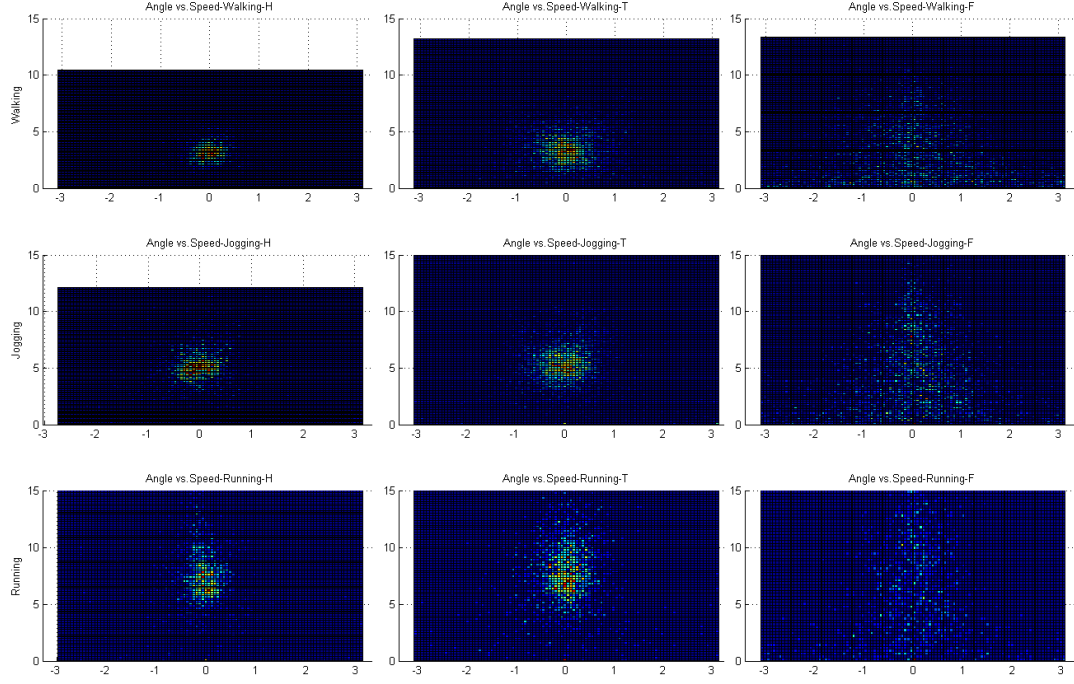 Angle vs.Speed-Walking-H Angle vs.Speed-Walking-T Angle vs.Speed-Walking-F
15 15 15
10 10 10
Walking
5 5 5
0 0 0
-3 -2 -1 0 1 2 3 -3 -2 -1 0 1 2 3 -3 -2 -1 0 1 2 3
Angle vs.Speed-Jogging-H Angle vs.Speed-Jogging-T Angle vs.Speed-Jogging-F
15 15 15
10 10 10
Jogging
5 5 5
0 0 0
-3 -2 -1 0 1 2 3 -3 -2 -1 0 1 2 3 -3 -2 -1 0 1 2 3
Angle vs.Speed-Running-H Angle vs.Speed-Running-T Angle vs.Speed-Running-F
15 15 15
10 10 10
Running
5 5 5
0 0 0
-3 -2 -1 0 1 2 3 -3 -2 -1 0 1 2 3 -3 -2 -1 0 1 2 3